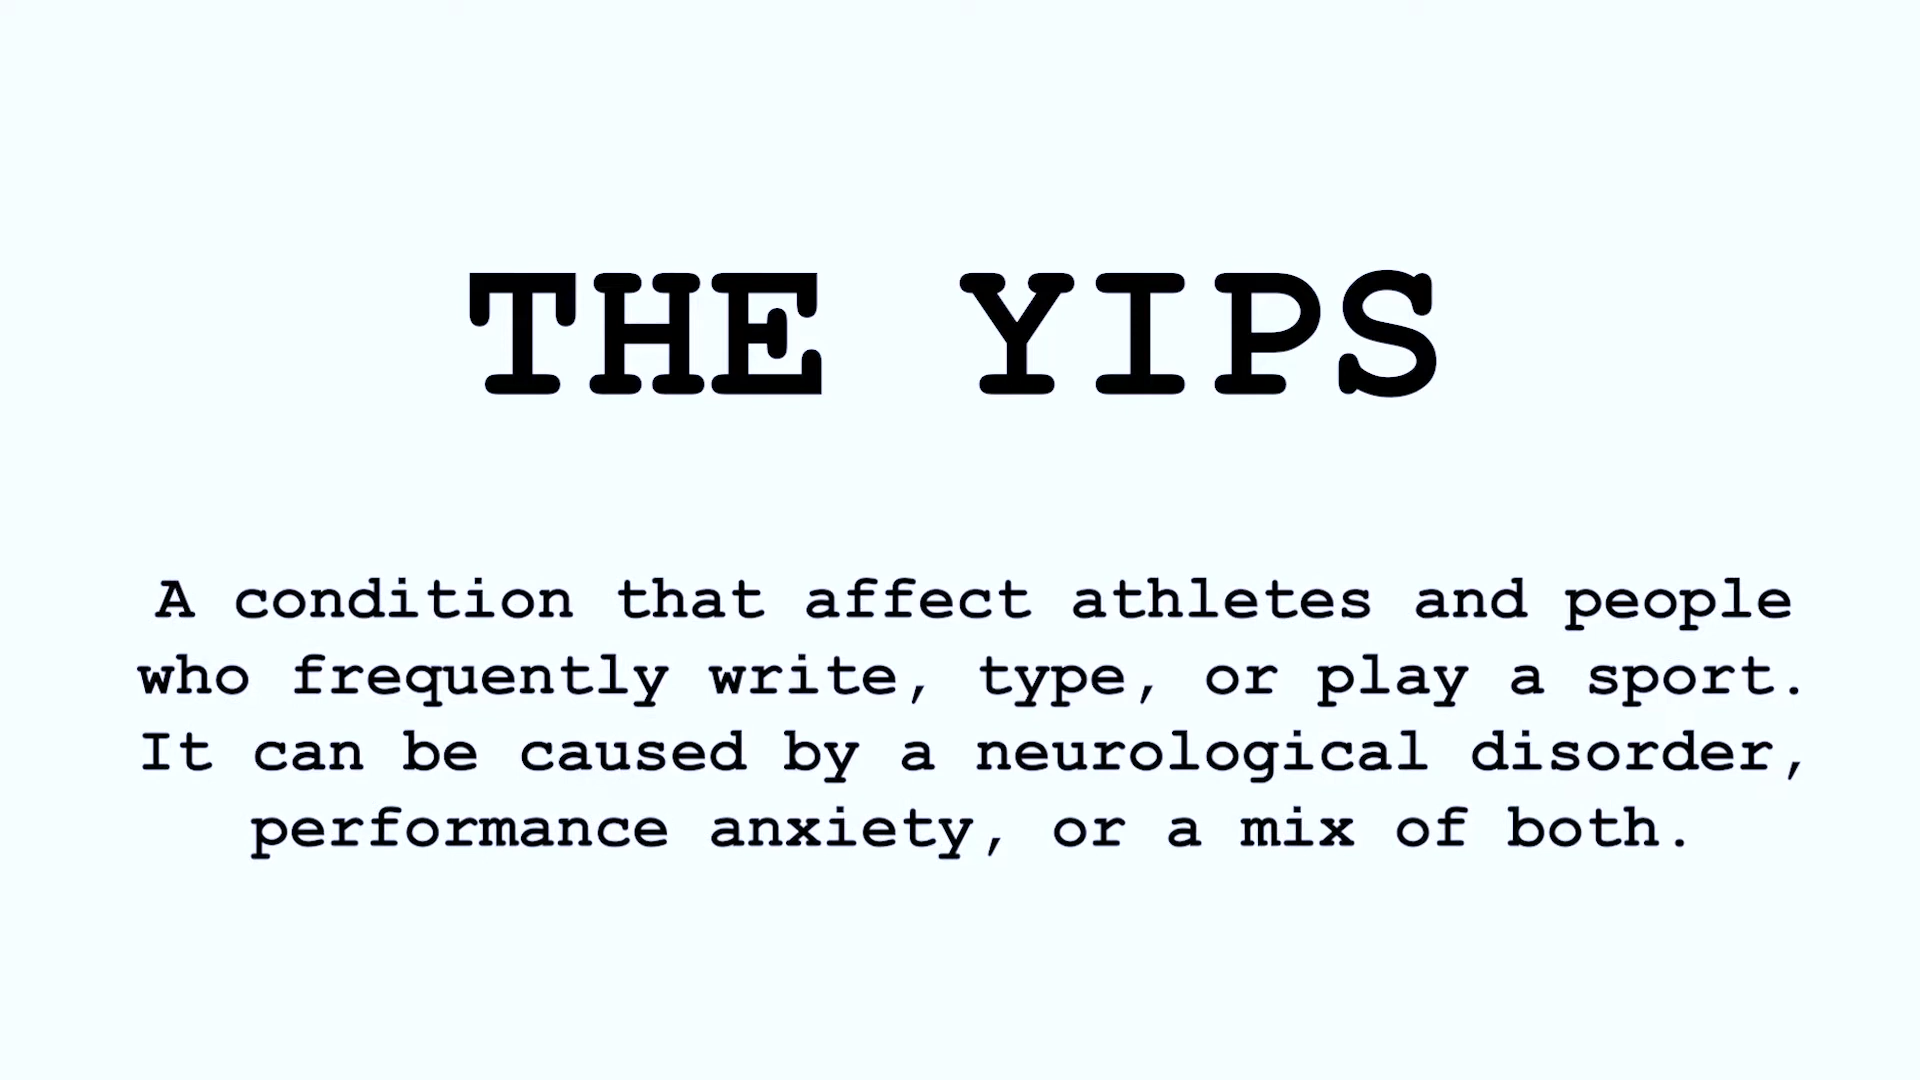 THE YIPS
A condition that affect athletes and people
who frequently write, type, or play a sport.
It can be caused by a neurological disorder,
performance anxiety, or a mix of both.